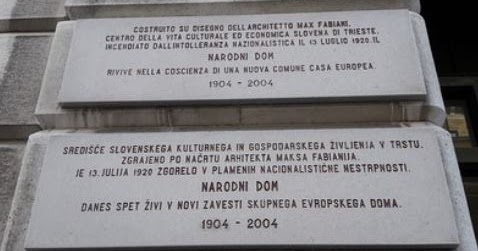 COSTRUITO SU DISEGNO DELL'ARCHITETTO MAX FABIANI.
CENTRO DELLA VITA CULTURALE ED ECONOMICA SLOVENA DI TRIESTE.
INCENDIATO DALL'INTOLLERANZA NAZIONALISTICA IL 13 LUGLIO 1920. IL
NARODNI DOM
RIVIVE NELLA COSCIENZA DI UNA NUOVA COMUNE CASA EUROPEA.
1904 - 2004
SREDIŠČE SLOVENSKEGA KULTURNEGA IN GOSPODARSKEGA ŽIVLJENJA V TRSTU.
ZGRAJENO PO NAČRTU ARHITEKTA MAKSA FABIANIJA.
JE 13. JULIJA 1920 ZGORELO V PLAMENIH NACIONALISTIČNE NESTRPNOSTI.
NARODNI DOM
DANES SPET ŽIVI V NOVI ZAVESTI SKUPNEGA EVROPSKEGA DOMA.
1904 - 2004